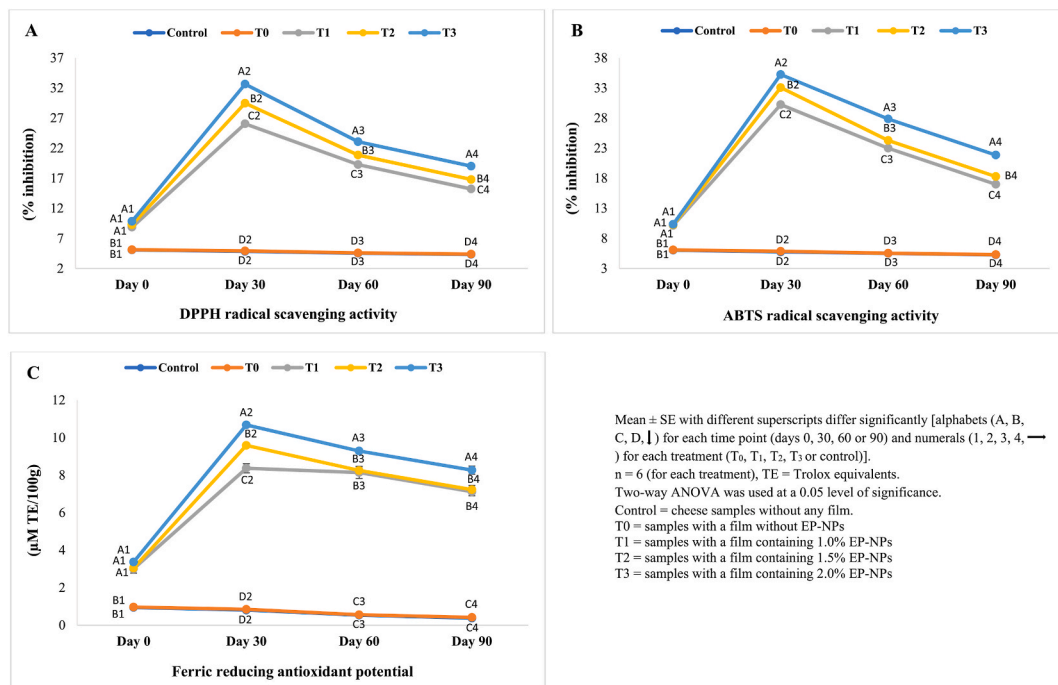 A
Control T0 T1 T2 T3
37
32
27
22
17
12
7
2
(% inhibition)
A1
A1
B1
B1
A2
B2
C2
D2
D2
A3
B3
C3
D3
D3
A4
B4
C4
D4
D4
Day 0 Day 30 Day 60 Day 90
DPPH radical scavenging activity
B
Control T0 T1 T2 T3
38
33
28
23
18
13
8
3
(% inhibition)
A1
A1
A1
B1
B1
A2
B2
C2
D2
D2
A3
B3
C3
D3
D3
A4
B4
C4
D4
D4
Day 0 Day 30 Day 60 Day 90
ABTS radical scavenging activity
C
Control T0 T1 T2 T3
12
10
8
6
4
2
0
(µM TE/100g)
A1
A1
A1
B1
B1
A2
B2
C2
D2
D2
A3
B3
B3
C3
C3
A4
B4
B4
C4
C4
Day 0 Day 30 Day 60 Day 90
Ferric reducing antioxidant potential
Mean ± SE with different superscripts differ significantly [alphabets (A, B,
C, D, ⬇) for each time point (days 0, 30, 60 or 90) and numerals (1, 2, 3, 4, ⟶
) for each treatment (T₀, T₁, T₂, T₃ or control)].
n = 6 (for each treatment), TE = Trolox equivalents.
Two-way ANOVA was used at a 0.05 level of significance.
Control = cheese samples without any film.
T0 = samples with a film without EP-NPs
T1 = samples with a film containing 1.0% EP-NPs
T2 = samples with a film containing 1.5% EP-NPs
T3 = samples with a film containing 2.0% EP-NPs